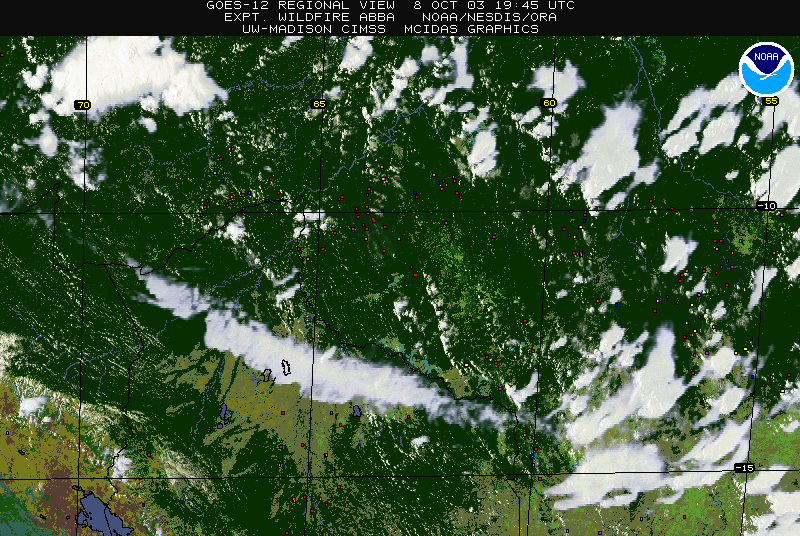 GOES-12 REGIONAL VIEW 8 OCT 03 19:45 UTC
EXPT. WILDFIRE ABBA NOAA/NESDIS/ORA
UW-MADISON CIMSS MCIDAS GRAPHICS
NOAA
70
65
60
55
-10
-15